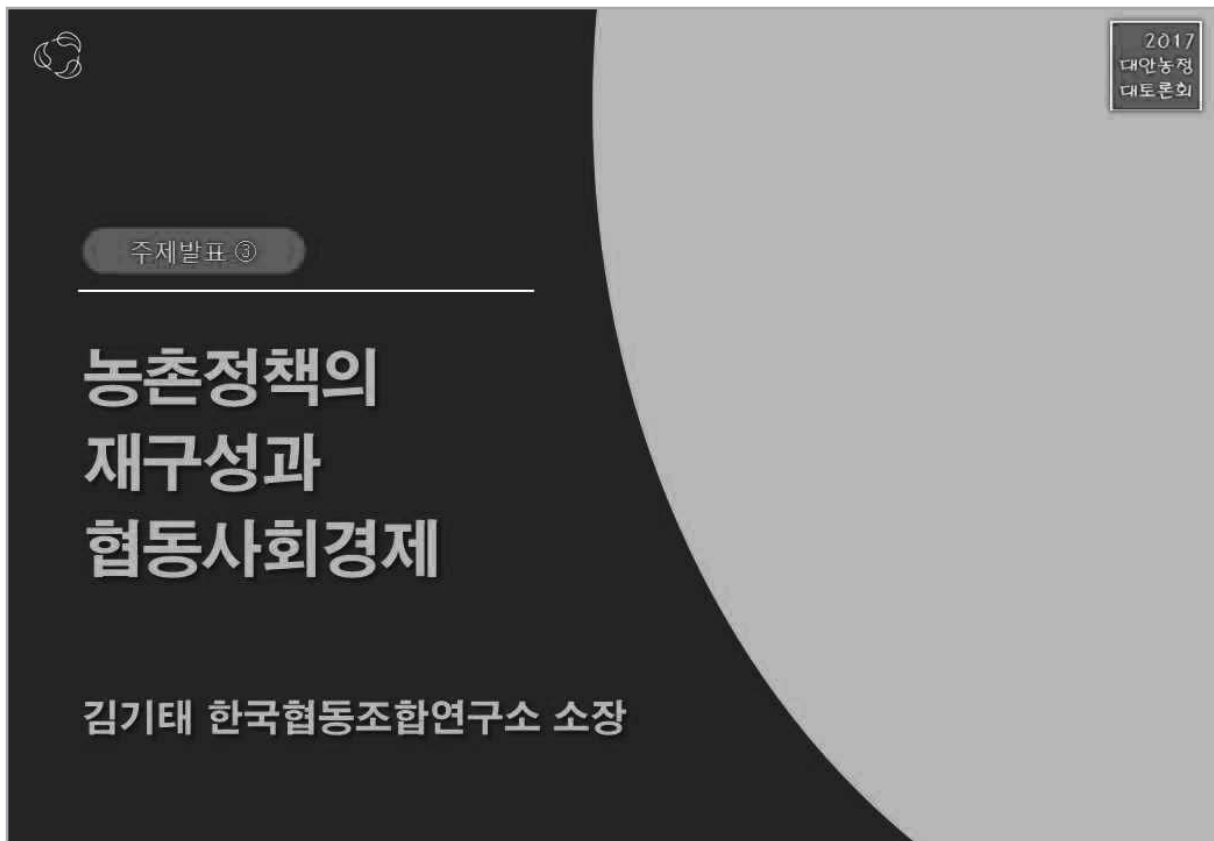 2017
대안농정
대토론회
주제발표 ③
농촌정책의
재구성과
협동사회경제
김기태 한국협동조합연구소 소장